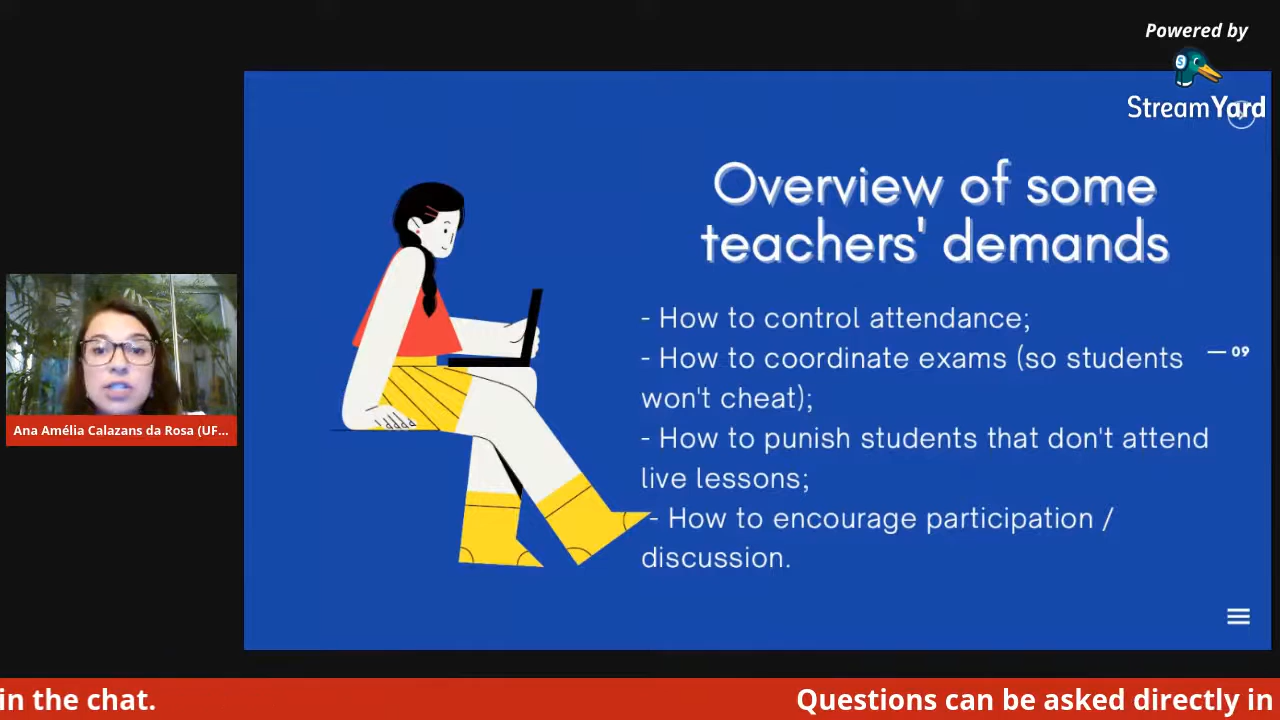 Powered by
StreamYard
Overview of some
teachers' demands
- How to control attendance;
- How to coordinate exams (so students
won't cheat);
- How to punish students that don't attend
live lessons;
- How to encourage participation /
discussion.
— 09
Ana Amélia Calazans da Rosa (UF...
in the chat.
Questions can be asked directly in